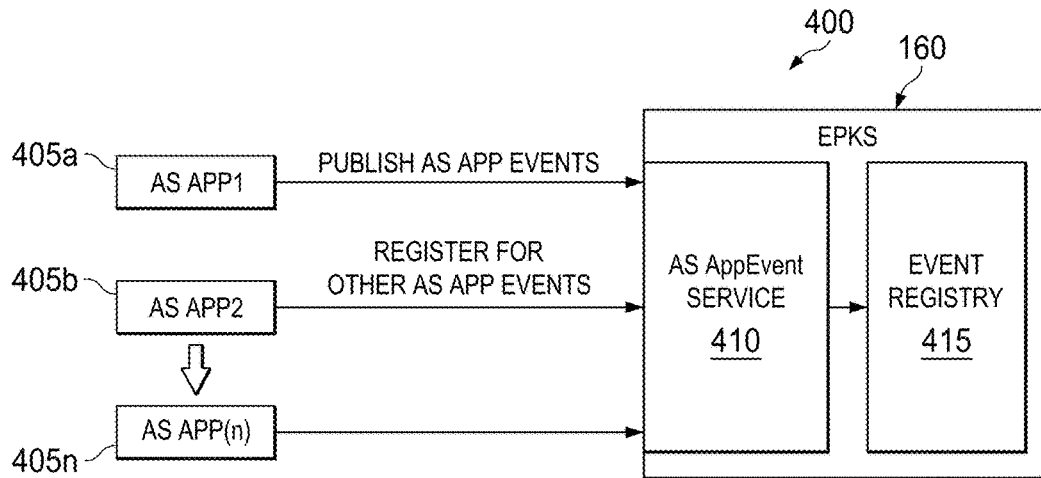 400
160
EPKS
405a
AS APP1
PUBLISH AS APP EVENTS
405b
AS APP2
REGISTER FOR
OTHER AS APP EVENTS
AS AppEvent
SERVICE
410
EVENT
REGISTRY
415
405n
AS APP(n)